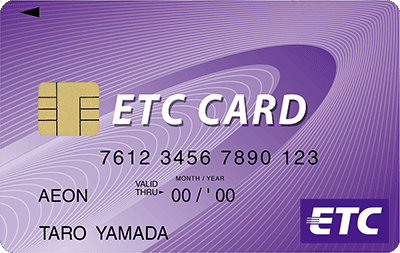 ETC CARD
7612 3456 7890 123
MONTH / YEAR
AEON VALID THRU 00 / ' 00
TARO YAMADA
ETC